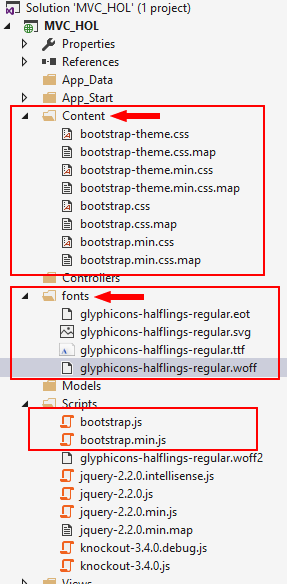 Solution 'MVC_HOL' (1 project)
MVC_HOL
Properties
References
App_Data
App_Start
Content
bootstrap-theme.css
bootstrap-theme.css.map
bootstrap-theme.min.css
bootstrap-theme.min.css.map
bootstrap.css
bootstrap.css.map
bootstrap.min.css
bootstrap.min.css.map
Controllers
fonts
glyphicons-halflings-regular.eot
glyphicons-halflings-regular.svg
glyphicons-halflings-regular.ttf
glyphicons-halflings-regular.woff
Models
Scripts
bootstrap.js
bootstrap.min.js
glyphicons-halflings-regular.woff2
jquery-2.2.0.intellisense.js
jquery-2.2.0.js
jquery-2.2.0.min.js
jquery-2.2.0.min.map
knockout-3.4.0.debug.js
knockout-3.4.0.js
Views